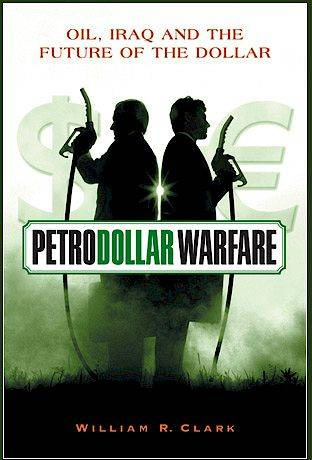 OIL, IRAQ AND THE
FUTURE OF THE DOLLAR
$ €
PETRODOLLAR WARFARE
WILLIAM R. CLARK